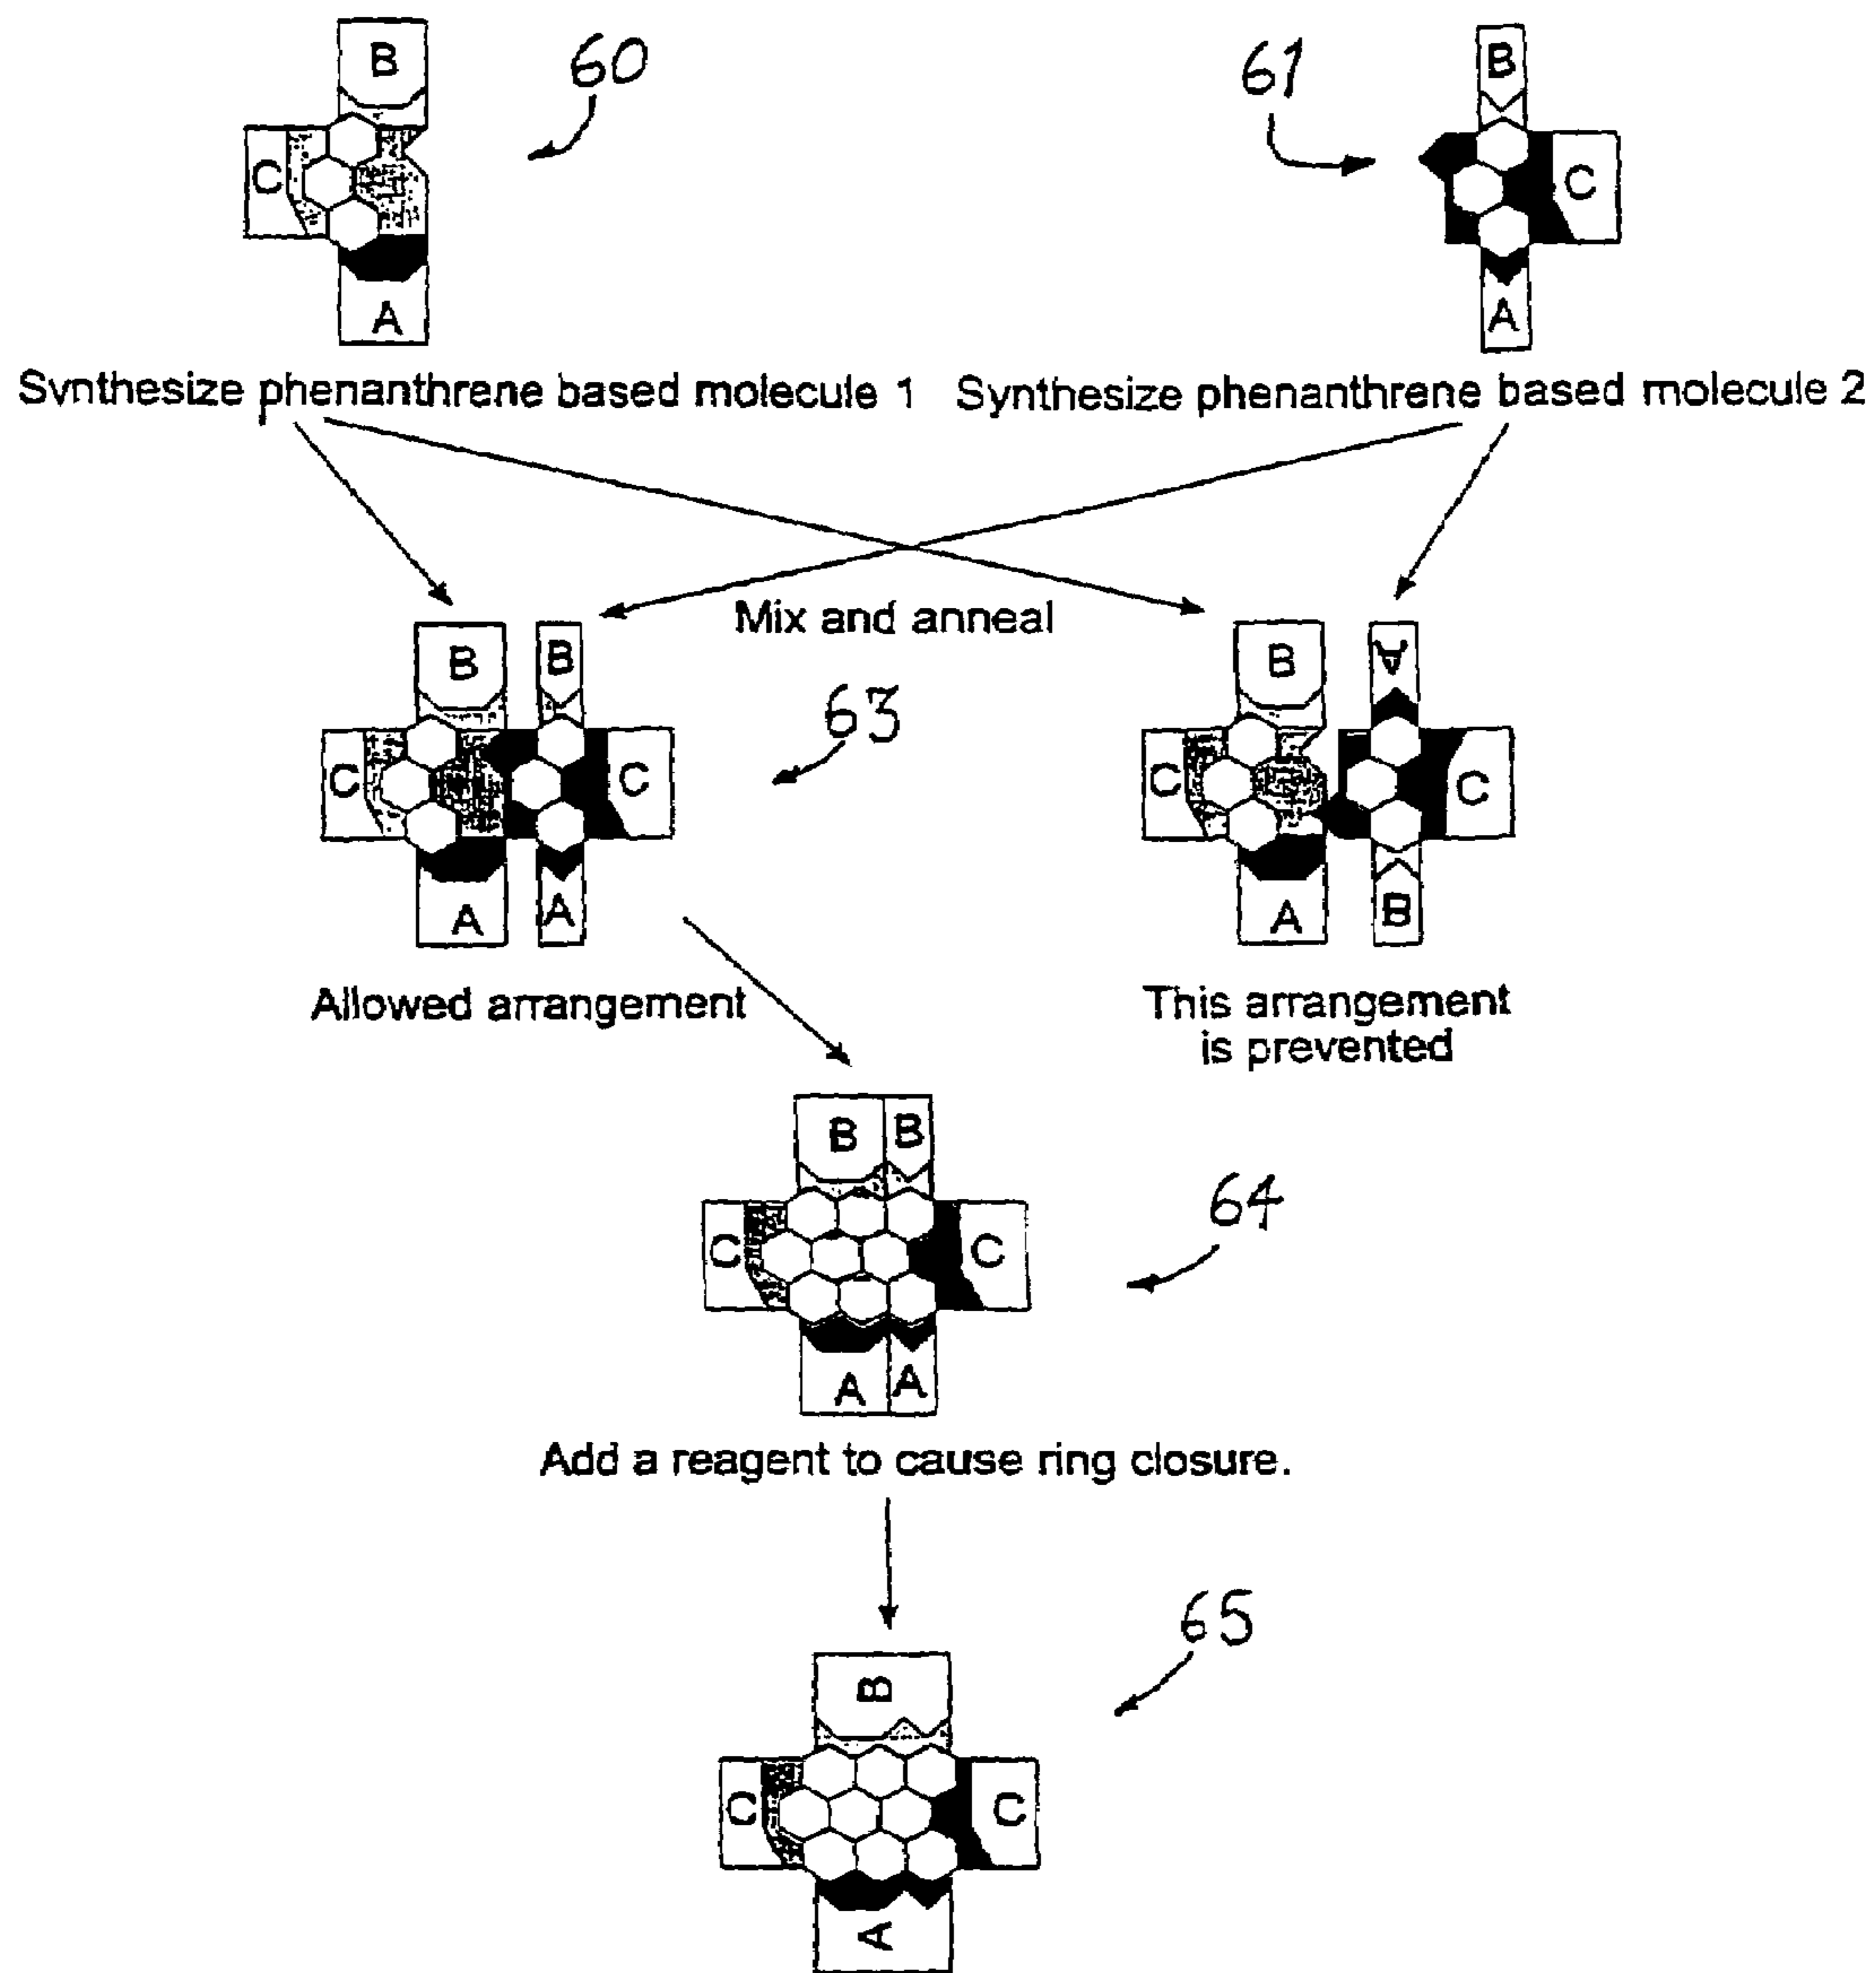 B
60
61
B
C
C
A
A
Svnthesize phenanthrene based molecule 1
Synthesize phenanthrene based molecule 2
Mix and anneal
B
B
63
B
A
C
C
C
C
A
A
A
B
Allowed arrangement
This arrangement
is prevented
B
B
64
C
C
A
A
Add a reagent to cause ring closure.
65
B
C
C
A